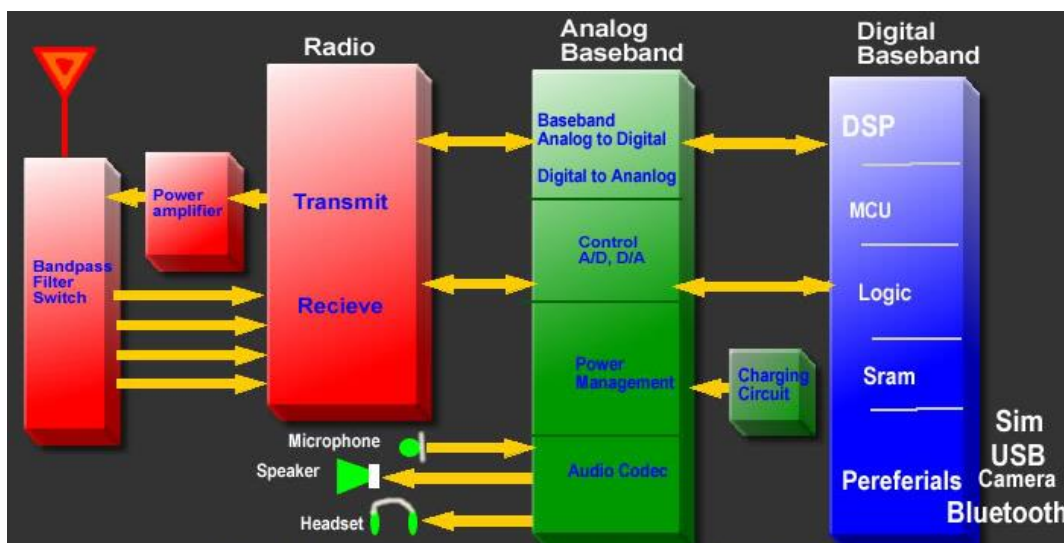 Radio
Analog
Baseband
Digital
Baseband
Bandpass
Filter
Switch
Power
amplifier
Transmit
Recieve
Baseband
Analog to Digital
Digital to Ananlog
Control
A/D, D/A
Power
Management
Audio Codec
Charging
Circuit
Microphone
Speaker
Headset
DSP
MCU
Logic
Sram
Pereferials
Sim
USB
Camera
Bluetooth